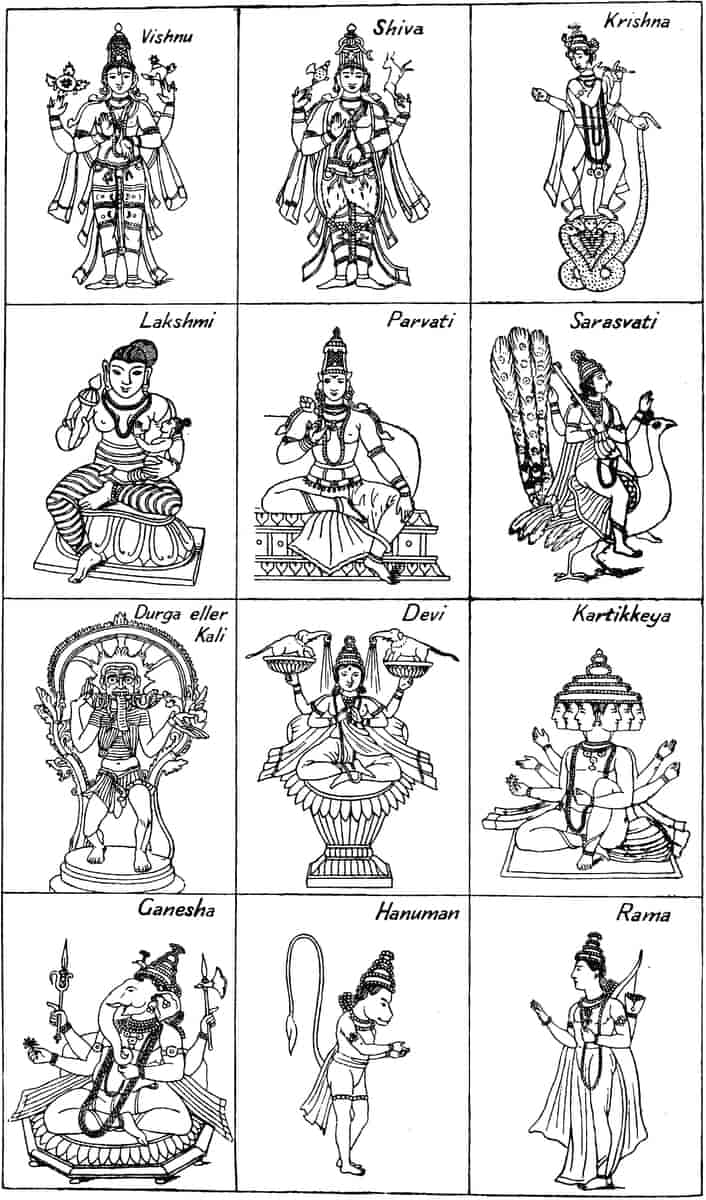 Vishnu
Shiva
Krishna
Lakshmi
Parvati
Sarasvati
Durga eller
Kali
Devi
Kartikkeya
Ganesha
Hanuman
Rama